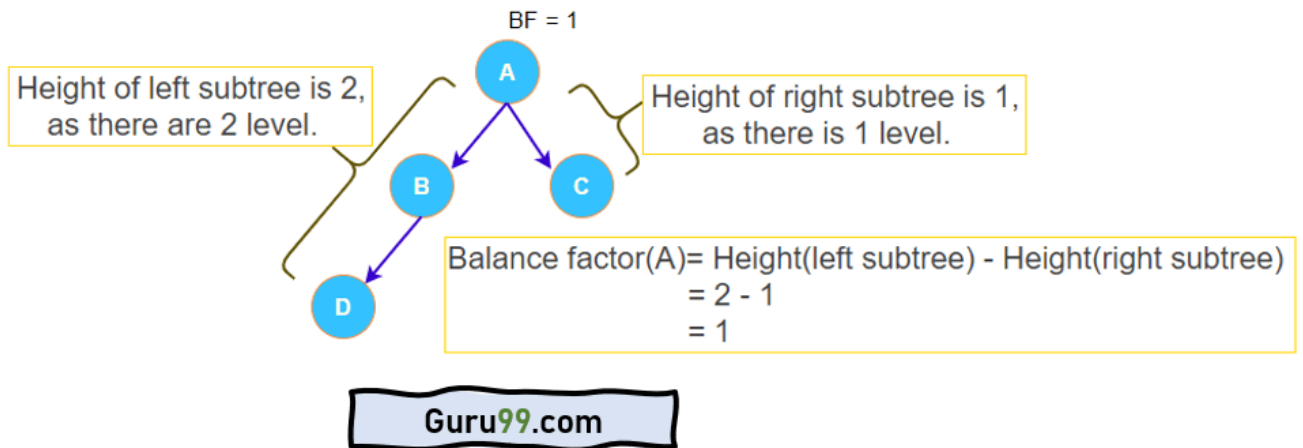 BF = 1
A
Height of left subtree is 2,
as there are 2 level.
Height of right subtree is 1,
as there is 1 level.
B
C
Balance factor(A)= Height(left subtree) - Height(right subtree)
= 2 - 1
= 1
D
Guru99.com